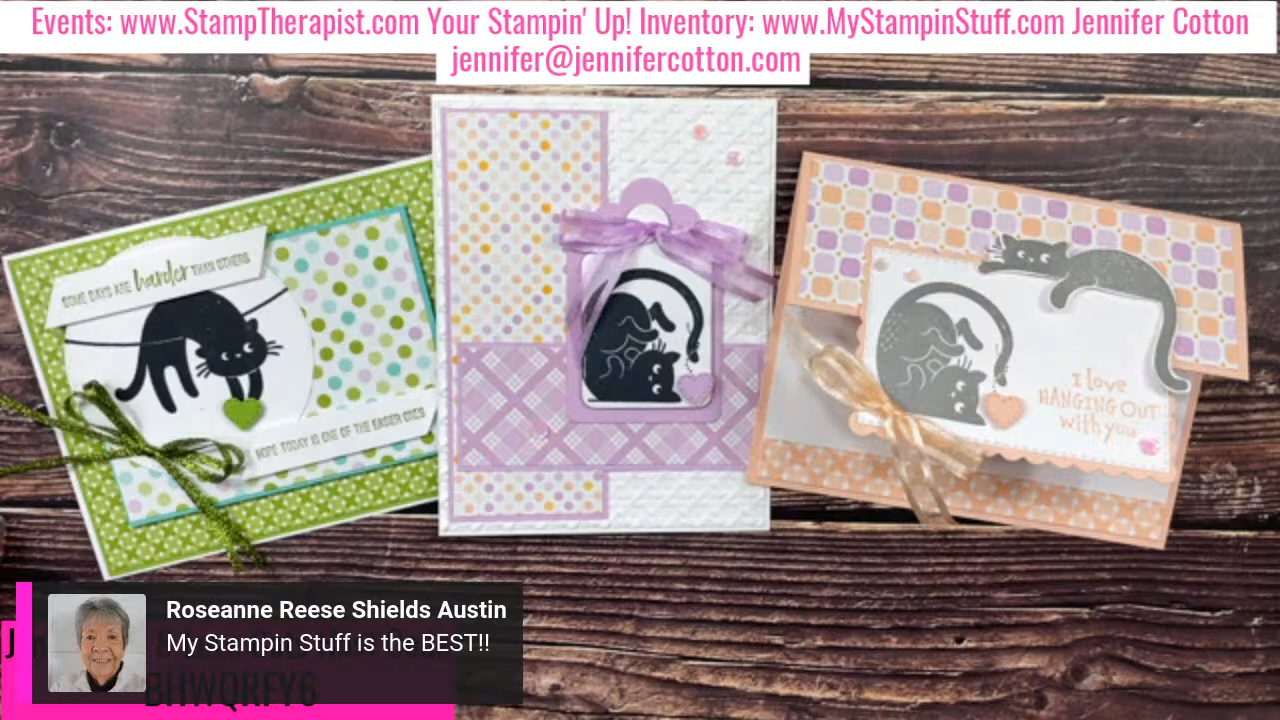 Events: www.StampTherapist.com Your Stampin' Up! Inventory: www.MyStampinStuff.com Jennifer Cotton
jennifer@jennifercotton.com
SOME DAYS ARE harder THAN OTHERS
HOPE TODAY IS ONE OF THE EASIER ONES
I love
HANGING OUT
with you
Roseanne Reese Shields Austin
My Stampin Stuff is the BEST!!
BHWQRFY6